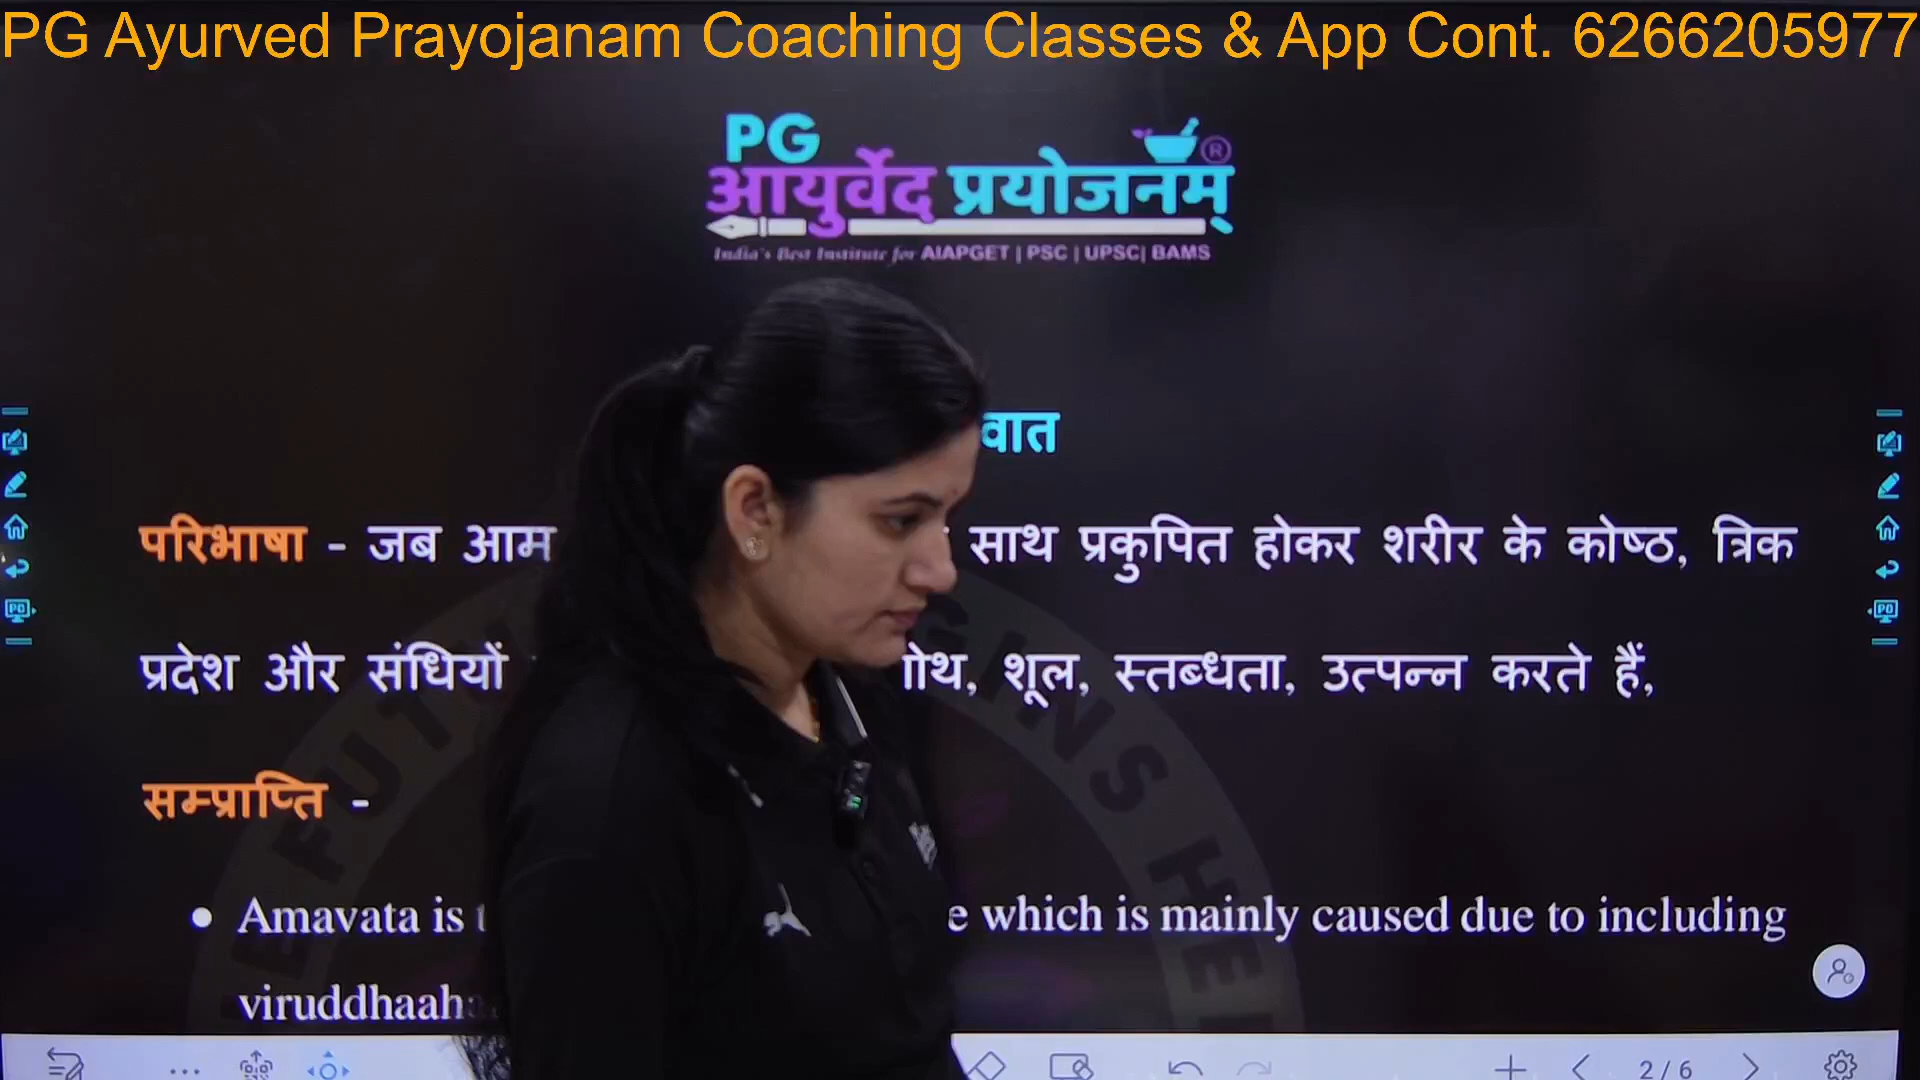 PG Ayurved Prayojanam Coaching Classes & App Cont. 6266205977
PG
आयुर्वेद प्रयोजनम् ®
India's Best Institute for AIAPGET | PSC | UPSC| BAMS
वात
परिभाषा - जब आम साथ प्रकुपित होकर शरीर के कोष्ठ, त्रिक
प्रदेश और संधियों शूल, स्तब्धता, उत्पन्न करते हैं,
सम्प्राप्ति -
• Amavata is which is mainly caused due to including
viruddhaah
2/6